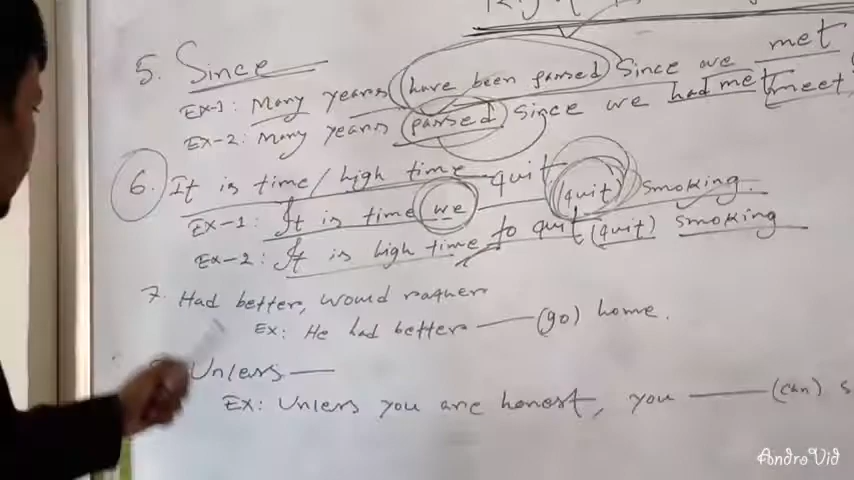 5. Since
Ex-1: Many years (have been passed) Since we met
Ex-2: Many years (passed) Since we had met (meet)
6. It is time/high time
Ex-1: It is time we quit (quit) smoking.
Ex-2: It is high time to quit (quit) smoking
7. Had better, would rather
Ex: He had better —— (go) home.
Unless ——
Ex: Unless you are honest, you —— (can) s
AndroVid